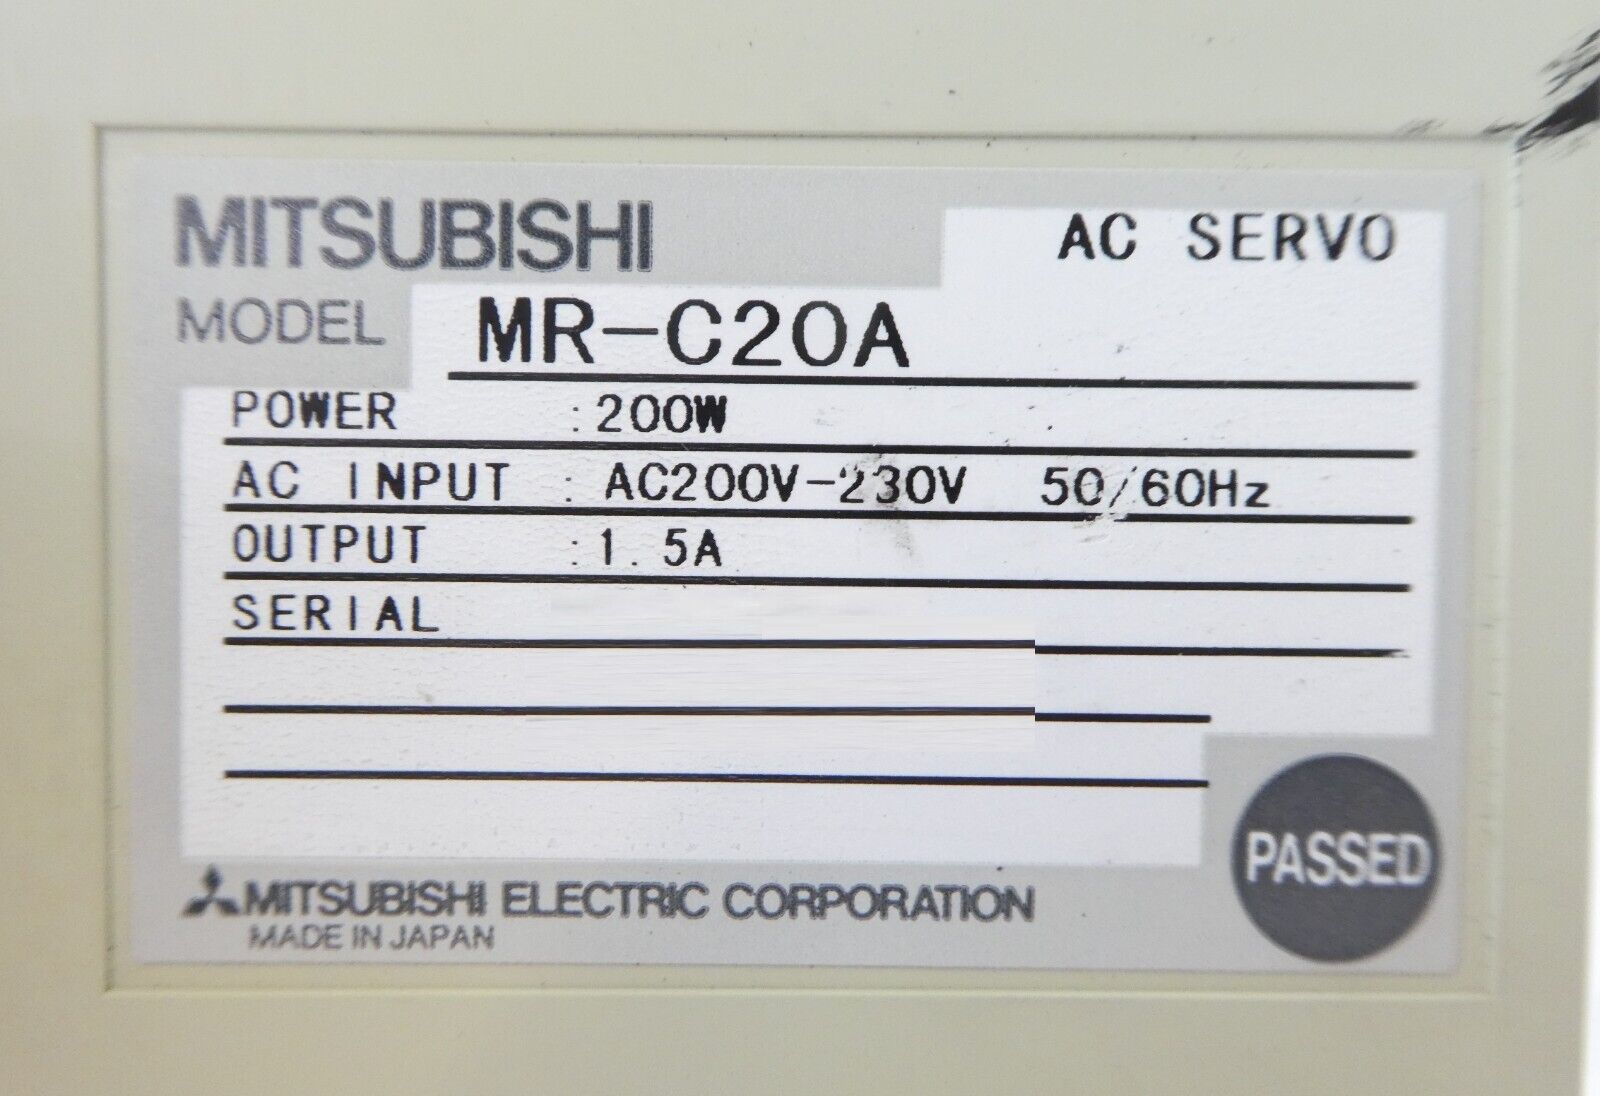 MITSUBISHI AC SERVO
MODEL MR-C20A
POWER :200W
AC INPUT : AC200V-230V 50/60Hz
OUTPUT :1.5A
SERIAL
PASSED
MITSUBISHI ELECTRIC CORPORATION
MADE IN JAPAN